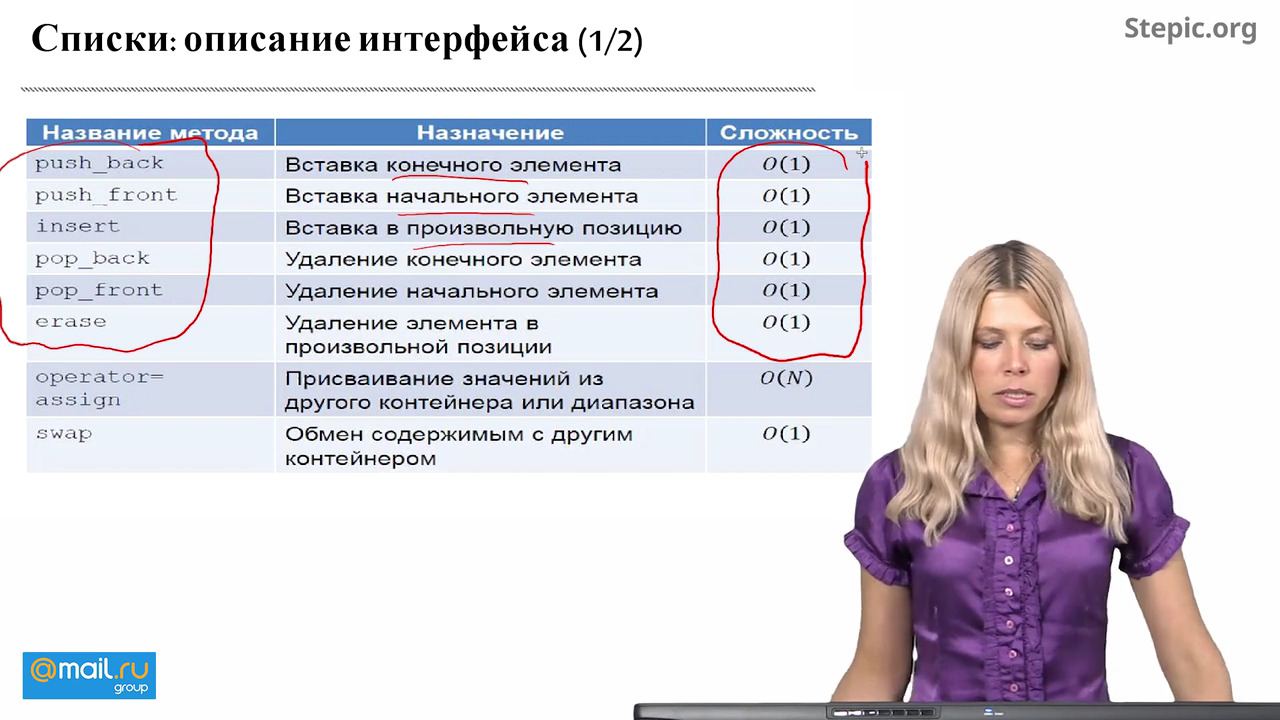 Списки: описание интерфейса (1/2)
Stepic.org
Название метода Назначение Сложность
push_back Вставка конечного элемента O(1)
push_front Вставка начального элемента O(1)
insert Вставка в произвольную позицию O(1)
pop_back Удаление конечного элемента O(1)
pop_front Удаление начального элемента O(1)
erase Удаление элемента в O(1)
произвольной позиции
operator= Присваивание значений из O(N)
assign другого контейнера или диапазона
swap Обмен содержимым с другим O(1)
контейнером
@mail.ru
group